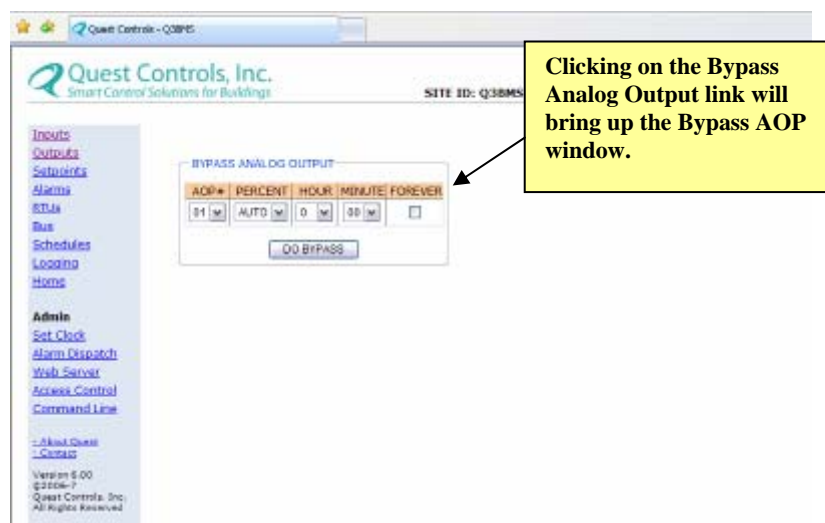 Quest Controls - Q3BMS
Quest Controls, Inc.
Smart Control Solutions for Buildings
SITE ID: Q3BMS
Clicking on the Bypass
Analog Output link will
bring up the Bypass AOP
window.
Inputs
Outputs
Setpoints
Alarms
RTUs
Bus
Schedules
Logging
Home
Admin
Set Clock
Alarm Dispatch
Web Server
Access Control
Command Line
- About Quest
- Contact
Version 6.00
©2006-7
Quest Controls, Inc.
All Rights Reserved
BYPASS ANALOG OUTPUT
AOP# PERCENT HOUR MINUTE FOREVER
01 AUTO 0 00
DO BYPASS